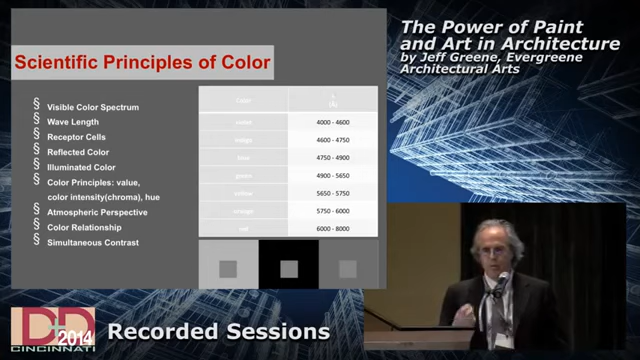 The Power of Paint
and Art in Architecture
by Jeff Greene, Evergreene
Architectural Arts
Scientific Principles of Color
§ Visible Color Spectrum
§ Wave Length
§ Receptor Cells
§ Reflected Color
§ Illuminated Color
§ Color Principles: value,
color intensity(chroma), hue
§ Atmospheric Perspective
§ Color Relationship
§ Simultaneous Contrast
Color
4000 - 4600
4600 - 4750
blue 4750 - 4900
green 4900 - 5650
yellow 5650 - 5750
orange 5750 - 6000
red 6000 - 8000
D+D
2014
CINCINNATI
Recorded Sessions